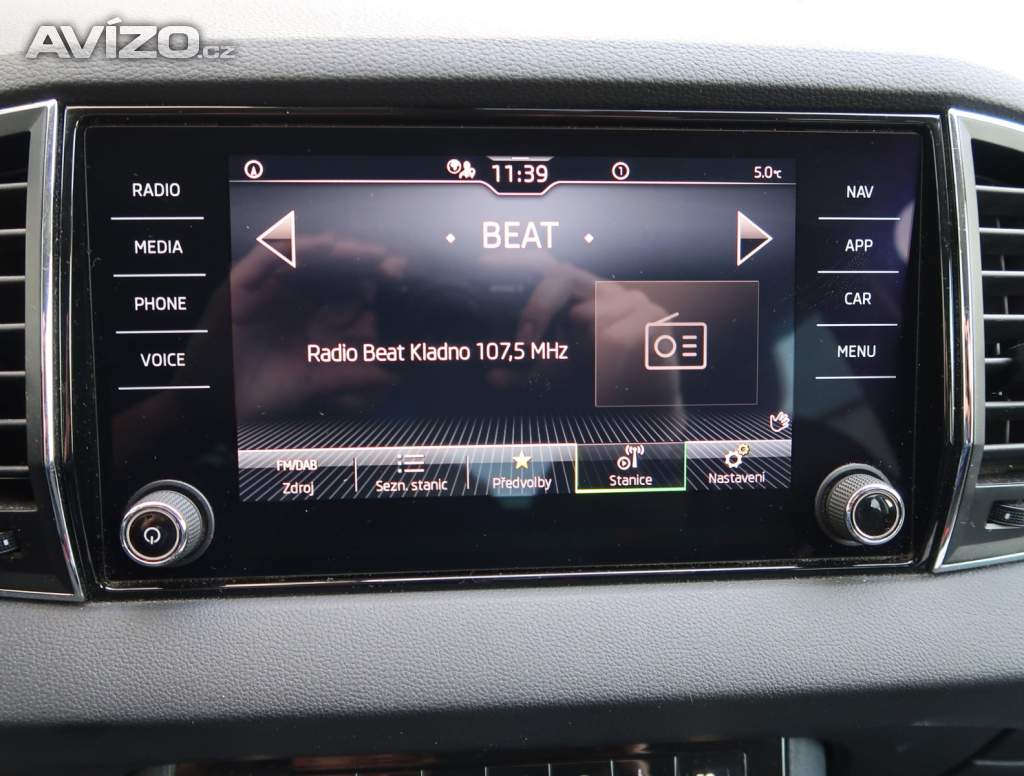 AVÍZO.cz
11:39
1
5.0°C
RADIO
MEDIA
PHONE
VOICE
BEAT
Radio Beat Kladno 107,5 MHz
FM/DAB
Zdroj
Sezn. stanic
Předvolby
Stanice
Nastavení
NAV
APP
CAR
MENU